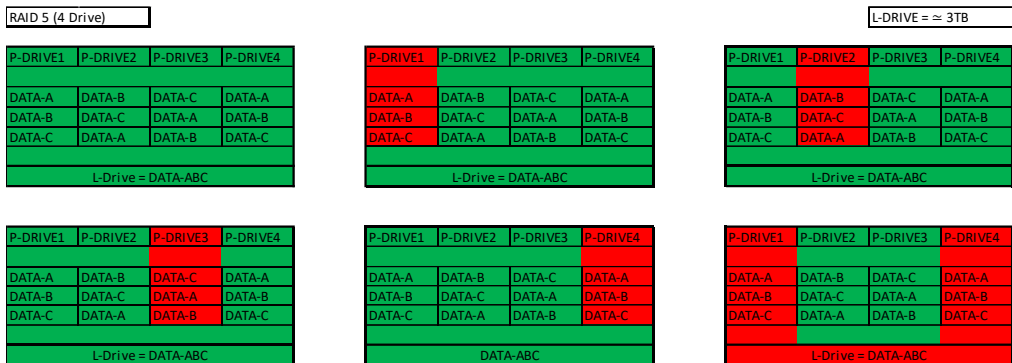 RAID 5 (4 Drive)
L-DRIVE = ≃ 3TB
P-DRIVE1 P-DRIVE2 P-DRIVE3 P-DRIVE4
DATA-A DATA-B DATA-C DATA-A
DATA-B DATA-C DATA-A DATA-B
DATA-C DATA-A DATA-B DATA-C
L-Drive = DATA-ABC
P-DRIVE1 P-DRIVE2 P-DRIVE3 P-DRIVE4
DATA-A DATA-B DATA-C DATA-A
DATA-B DATA-C DATA-A DATA-B
DATA-C DATA-A DATA-B DATA-C
L-Drive = DATA-ABC
P-DRIVE1 P-DRIVE2 P-DRIVE3 P-DRIVE4
DATA-A DATA-B DATA-C DATA-A
DATA-B DATA-C DATA-A DATA-B
DATA-C DATA-A DATA-B DATA-C
L-Drive = DATA-ABC
P-DRIVE1 P-DRIVE2 P-DRIVE3 P-DRIVE4
DATA-A DATA-B DATA-C DATA-A
DATA-B DATA-C DATA-A DATA-B
DATA-C DATA-A DATA-B DATA-C
L-Drive = DATA-ABC
P-DRIVE1 P-DRIVE2 P-DRIVE3 P-DRIVE4
DATA-A DATA-B DATA-C DATA-A
DATA-B DATA-C DATA-A DATA-B
DATA-C DATA-A DATA-B DATA-C
DATA-ABC
P-DRIVE1 P-DRIVE2 P-DRIVE3 P-DRIVE4
DATA-A DATA-B DATA-C DATA-A
DATA-B DATA-C DATA-A DATA-B
DATA-C DATA-A DATA-B DATA-C
L-Drive = DATA-ABC